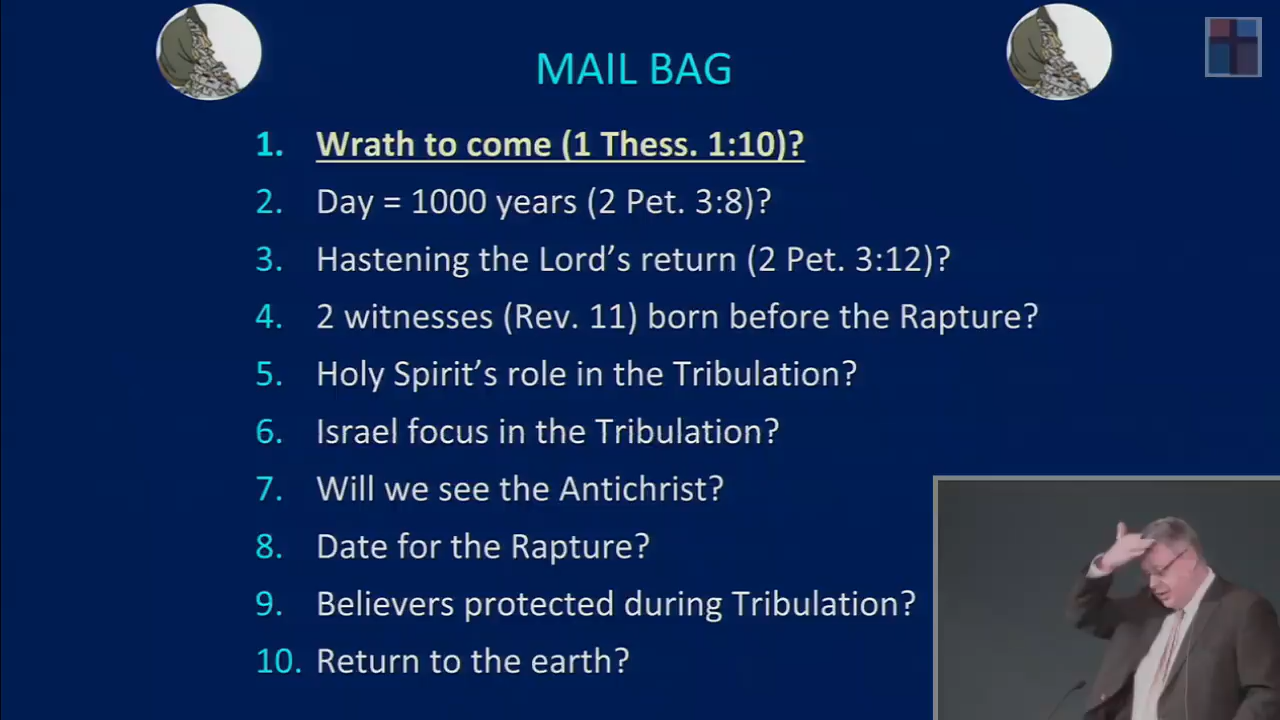 MAIL BAG
1. Wrath to come (1 Thess. 1:10)?
2. Day = 1000 years (2 Pet. 3:8)?
3. Hastening the Lord’s return (2 Pet. 3:12)?
4. 2 witnesses (Rev. 11) born before the Rapture?
5. Holy Spirit’s role in the Tribulation?
6. Israel focus in the Tribulation?
7. Will we see the Antichrist?
8. Date for the Rapture?
9. Believers protected during Tribulation?
10. Return to the earth?